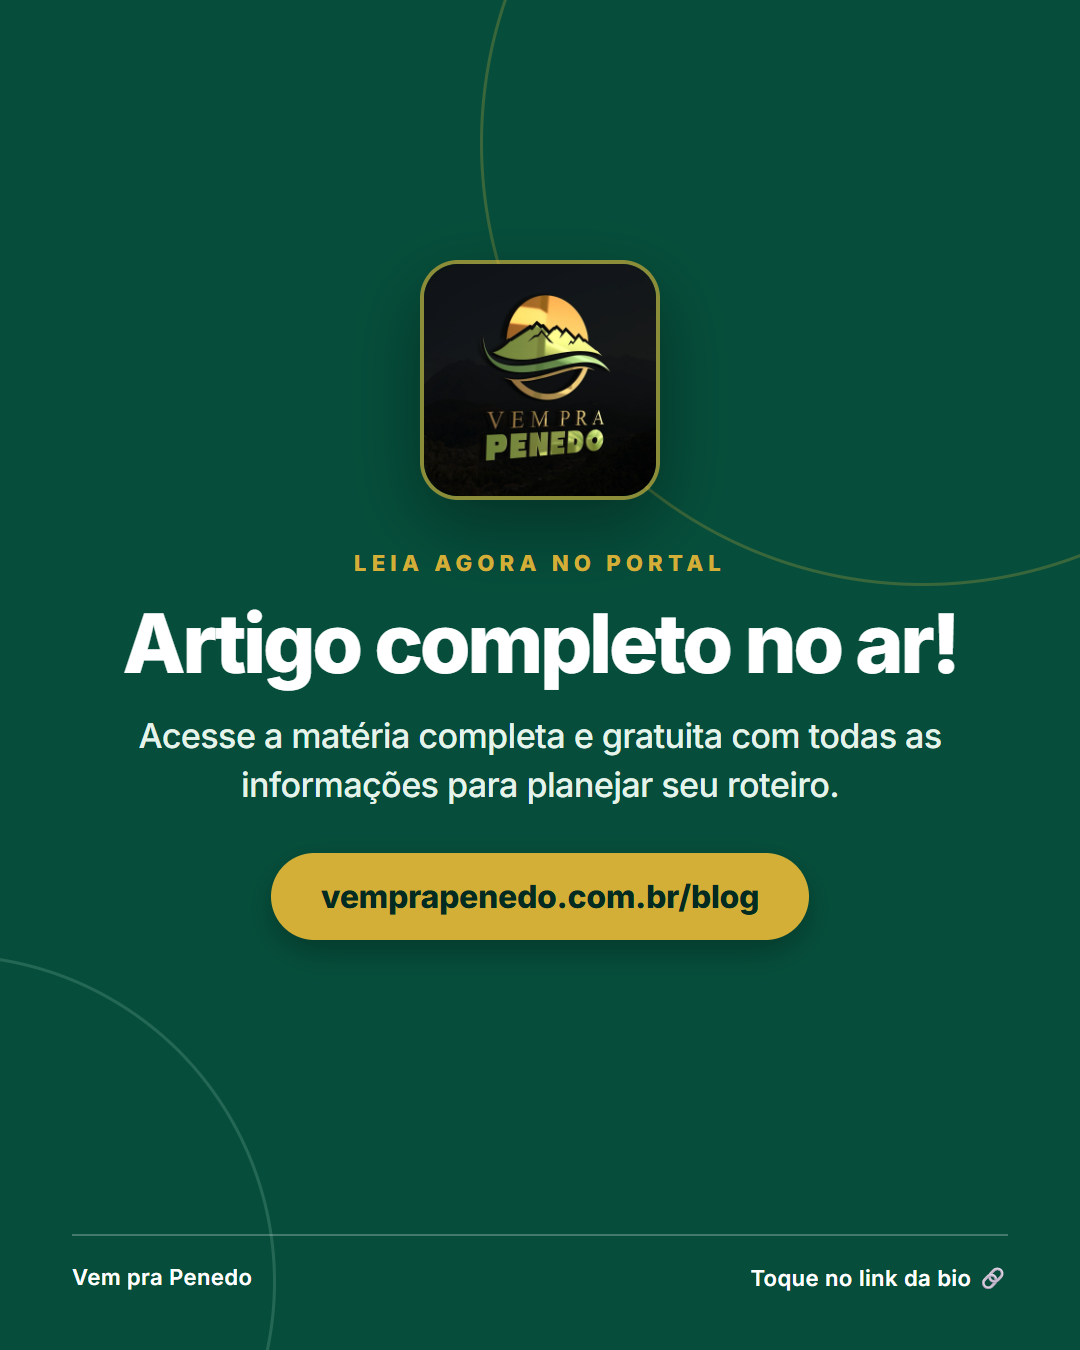 VEM PRA
PENEDO
LEIA AGORA NO PORTAL
Artigo completo no ar!
Acesse a matéria completa e gratuita com todas as
informações para planejar seu roteiro.
vemprapenedo.com.br/blog
Vem pra Penedo
Toque no link da bio 🔗